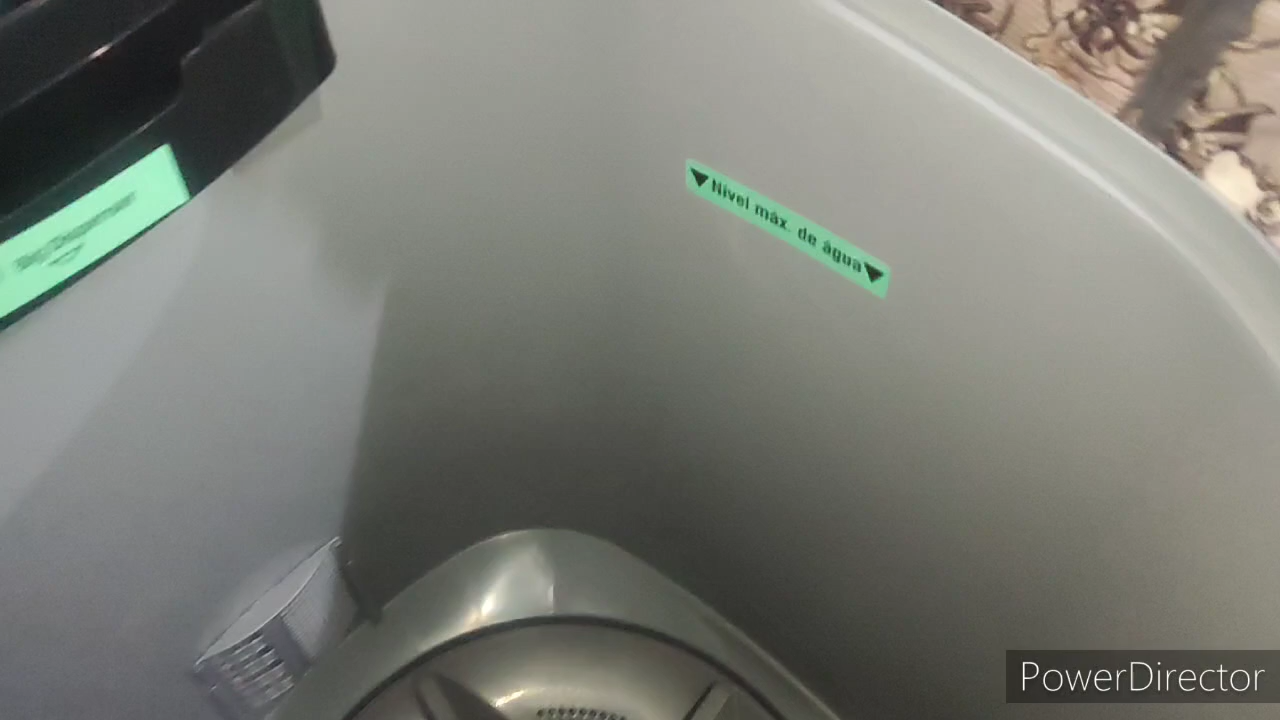 ▼Nível máx. de água▼
PowerDirector